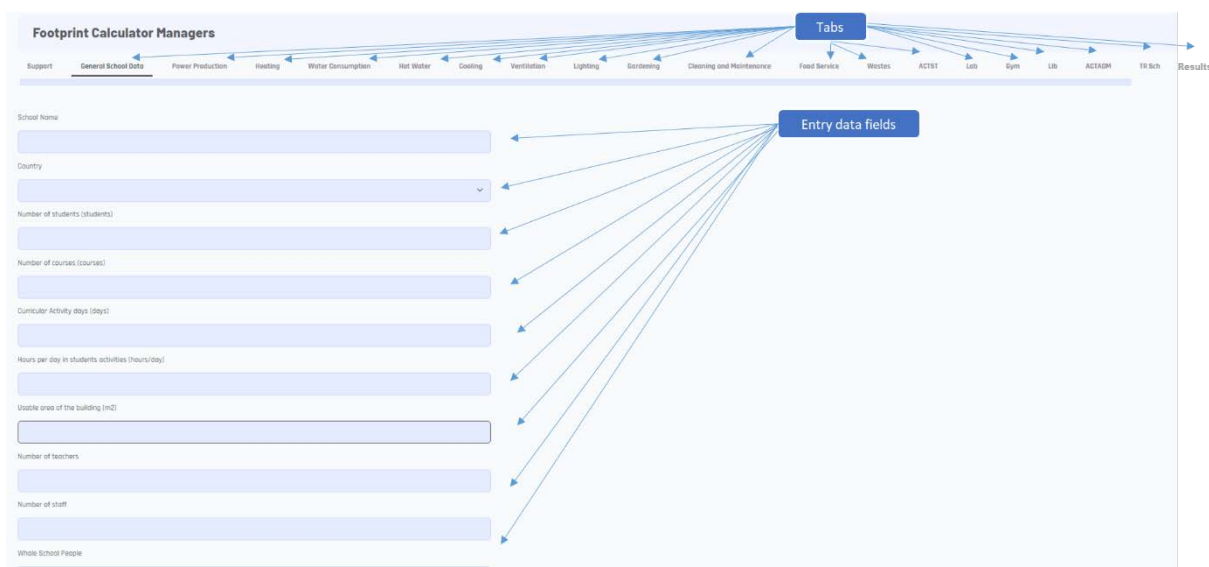 Footprint Calculator Managers
Tabs
Support General School Data Power Production Heating Water Consumption Hot Water Cooling Ventilation Lighting Gardening Cleaning and Maintenance Food Service Wastes ACTST Lab Gym Lib ACTADM TR Sch Results
School Name
Entry data fields
Country
Number of students (students)
Number of courses (courses)
Curricular Activity days (days)
Hours per day in students activities (hours/day)
Usable area of the building (m2)
Number of teachers
Number of staff
Whole School People